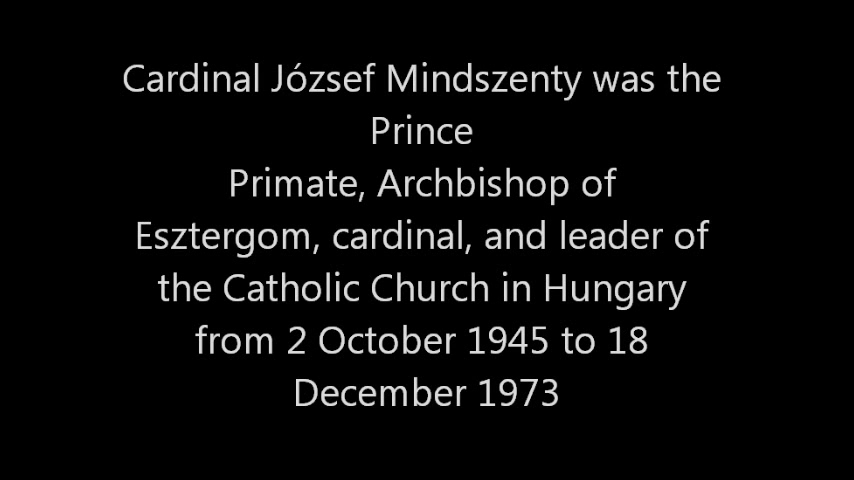 Cardinal József Mindszenty was the
Prince
Primate, Archbishop of
Esztergom, cardinal, and leader of
the Catholic Church in Hungary
from 2 October 1945 to 18
December 1973